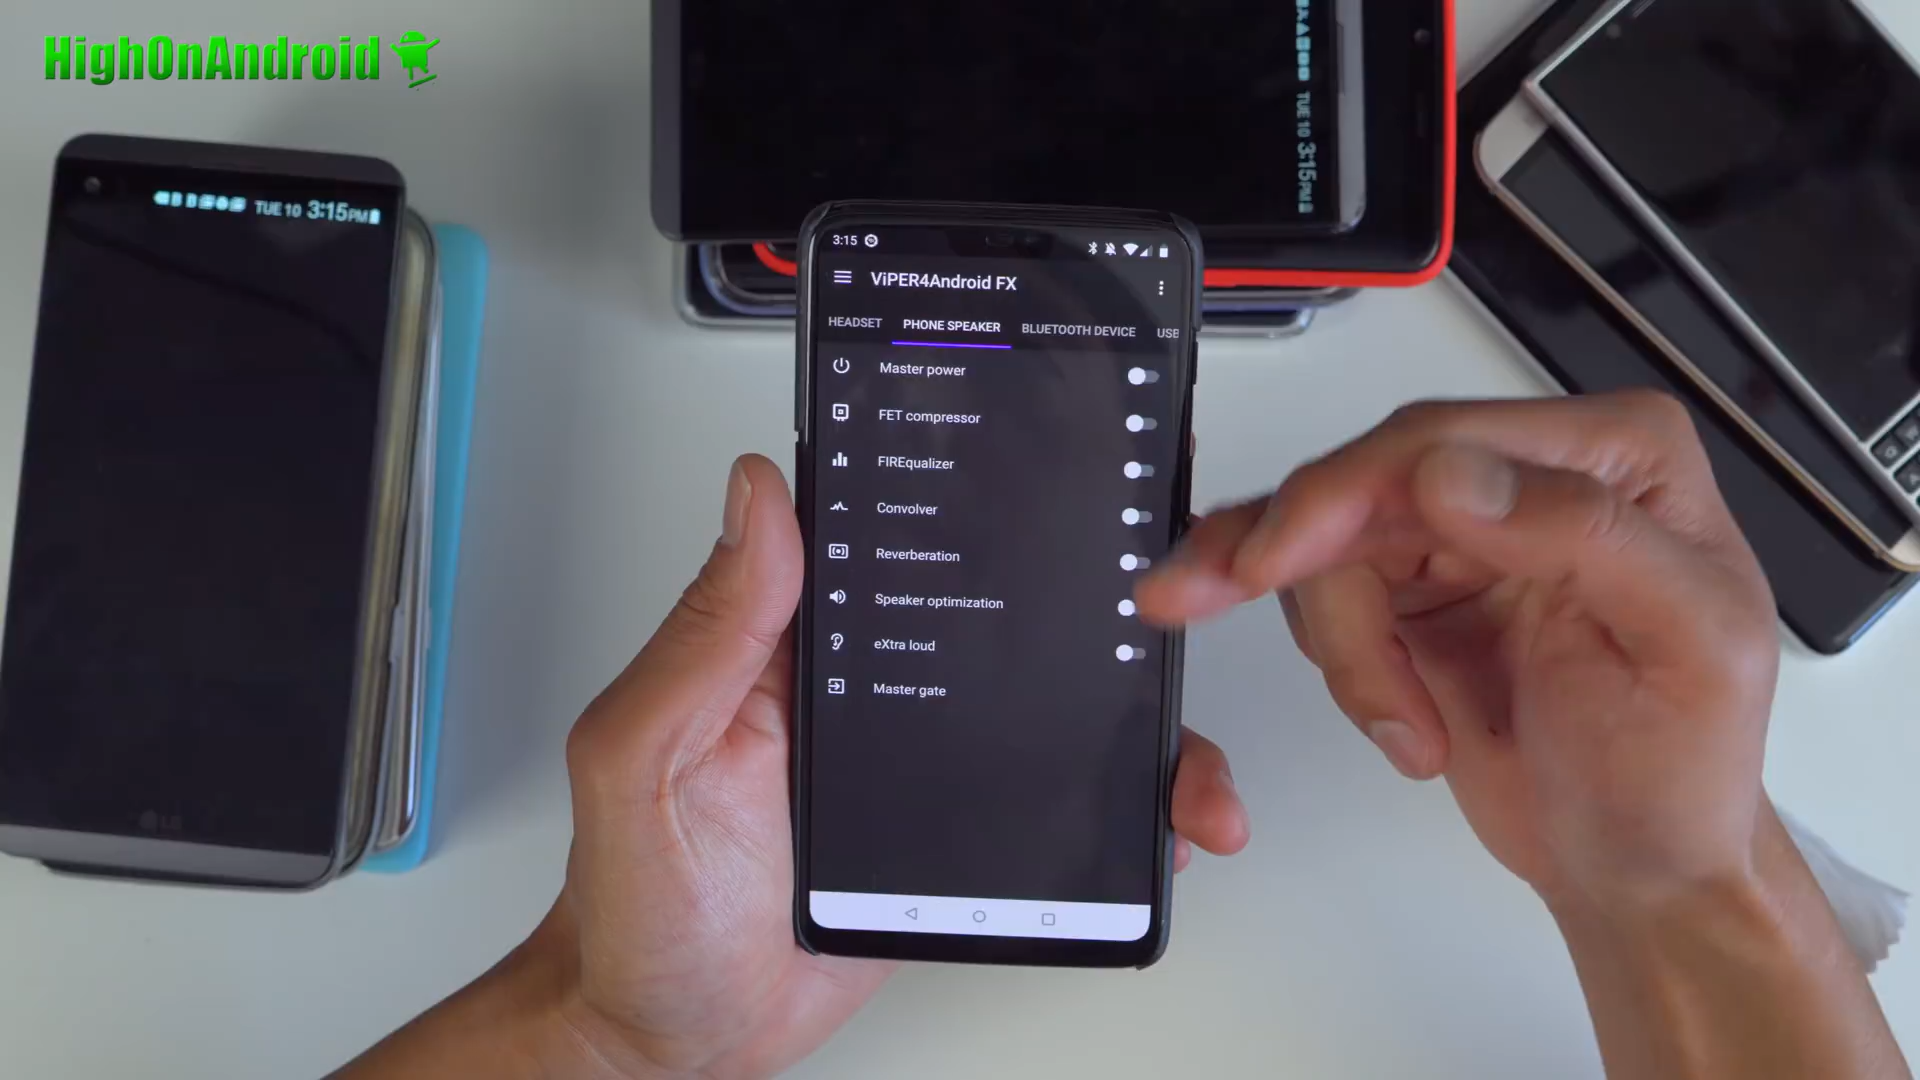 HighOnAndroid
TUE 10 3:15PM
TUE 10 3:15PM
3:15
ViPER4Android FX
HEADSET PHONE SPEAKER BLUETOOTH DEVICE USB
Master power
FET compressor
FIREqualizer
Convolver
Reverberation
Speaker optimization
eXtra loud
Master gate
LG